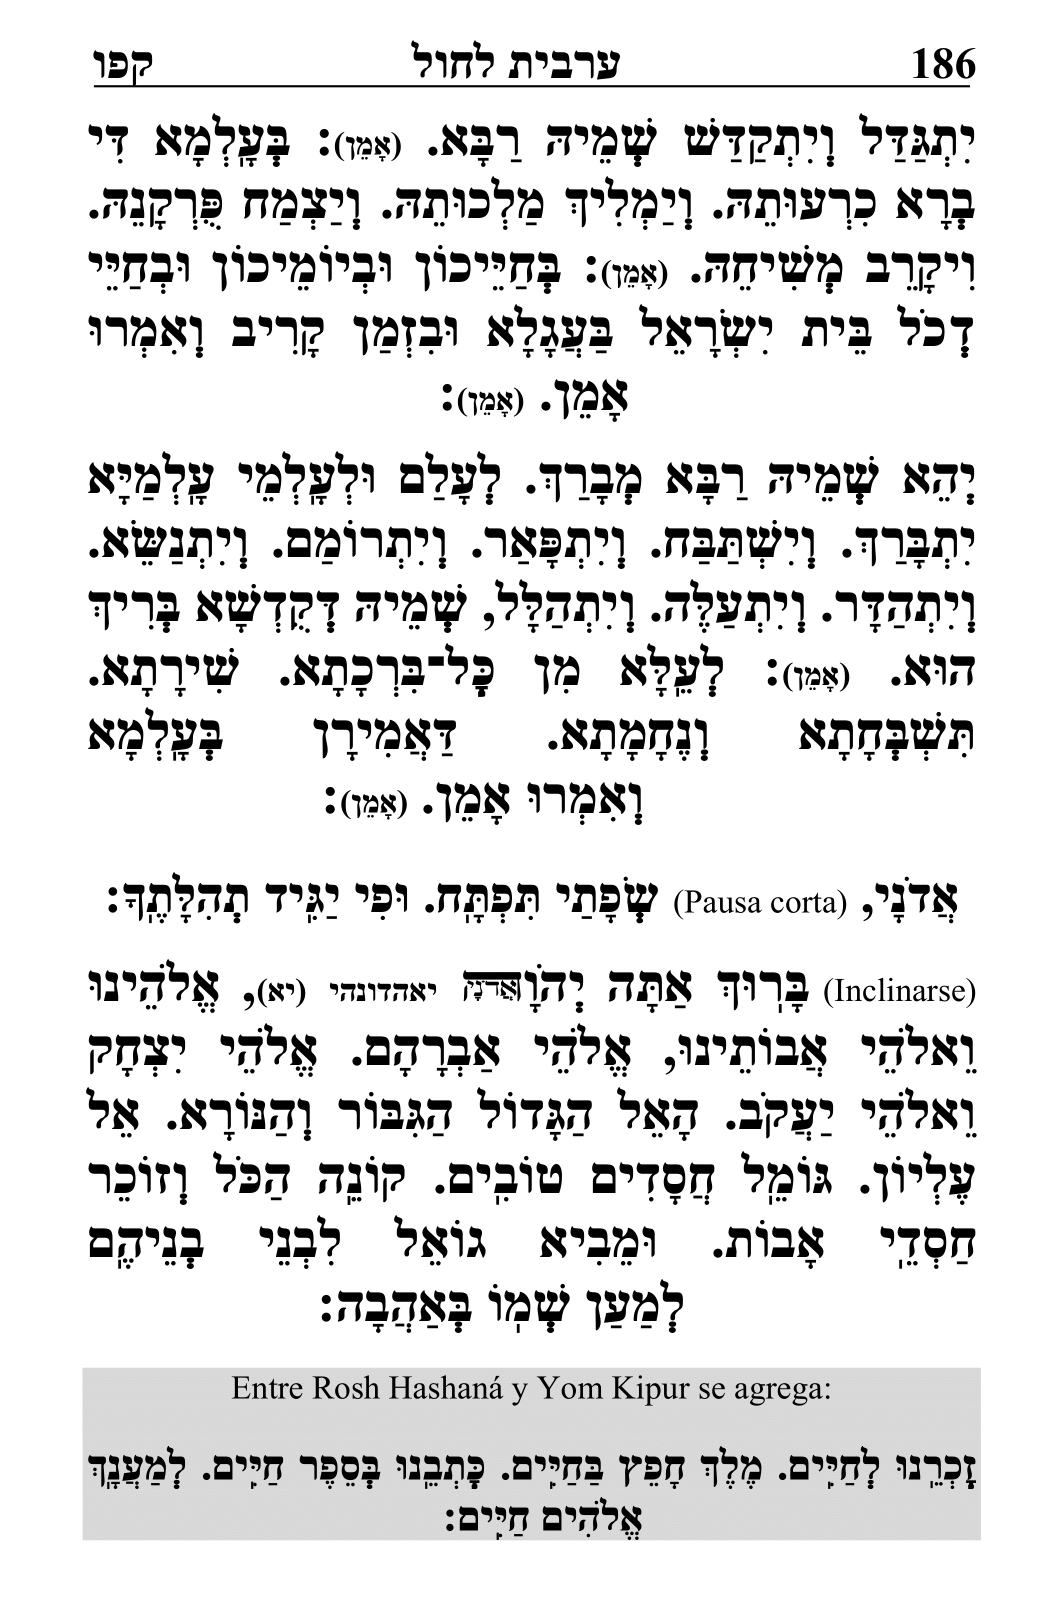 186 ערבית לחול קפו
יִתְגַּדַּל וְיִתְקַדַּשׁ שְׁמֵיהּ רַבָּא. (אָמֵן): בְּעָלְמָא דִּי
בְרָא כִרְעוּתֵהּ. וְיַמְלִיךְ מַלְכוּתֵהּ. וְיַצְמַח פֻּרְקָנֵהּ.
וִיקָרֵב מְשִׁיחֵהּ. (אָמֵן): בְּחַיֵּיכוֹן וּבְיוֹמֵיכוֹן וּבְחַיֵּי
דְכֹל בֵּית יִשְׂרָאֵל בַּעֲגָלָא וּבִזְמַן קָרִיב וְאִמְרוּ
אָמֵן. (אָמֵן):
יְהֵא שְׁמֵיהּ רַבָּא מְבָרַךְ. לְעָלַם וּלְעָלְמֵי עָלְמַיָּא
יִתְבָּרַךְ. וְיִשְׁתַּבַּח. וְיִתְפָּאַר. וְיִתְרוֹמַם. וְיִתְנַשֵּׂא.
וְיִתְהַדָּר. וְיִתְעַלֶּה. וְיִתְהַלָּל, שְׁמֵיהּ דְּקֻדְשָׁא בְּרִיךְ
הוּא. (אָמֵן): לְעֵלָּא מִן כָּל־בִּרְכָתָא. שִׁירָתָא.
תִּשְׁבְּחָתָא וְנֶחָמָתָא. דַּאֲמִירָן בְּעָלְמָא
וְאִמְרוּ אָמֵן. (אָמֵן):
אֲדֹנָי, (Pausa corta) שְׂפָתַי תִּפְתָּח. וּפִי יַגִּיד תְּהִלָּתֶךָ:
(Inclinarse) בָּרוּךְ אַתָּה יְהֹוָאֲדֹנָיה יאהדונהי (יא), אֱלֹהֵינוּ
וֵאלֹהֵי אֲבוֹתֵינוּ, אֱלֹהֵי אַבְרָהָם. אֱלֹהֵי יִצְחָק
וֵאלֹהֵי יַעֲקֹב. הָאֵל הַגָּדוֹל הַגִּבּוֹר וְהַנּוֹרָא. אֵל
עֶלְיוֹן. גּוֹמֵל חֲסָדִים טוֹבִים. קוֹנֵה הַכֹּל וְזוֹכֵר
חַסְדֵי אָבוֹת. וּמֵבִיא גוֹאֵל לִבְנֵי בְנֵיהֶם
לְמַעַן שְׁמוֹ בְּאַהֲבָה:
Entre Rosh Hashaná y Yom Kipur se agrega:
זָכְרֵנוּ לְחַיִּים. מֶלֶךְ חָפֵץ בַּחַיִּים. כָּתְבֵנוּ בְּסֵפֶר חַיִּים. לְמַעֲנָךְ
אֱלֹהִים חַיִּים: